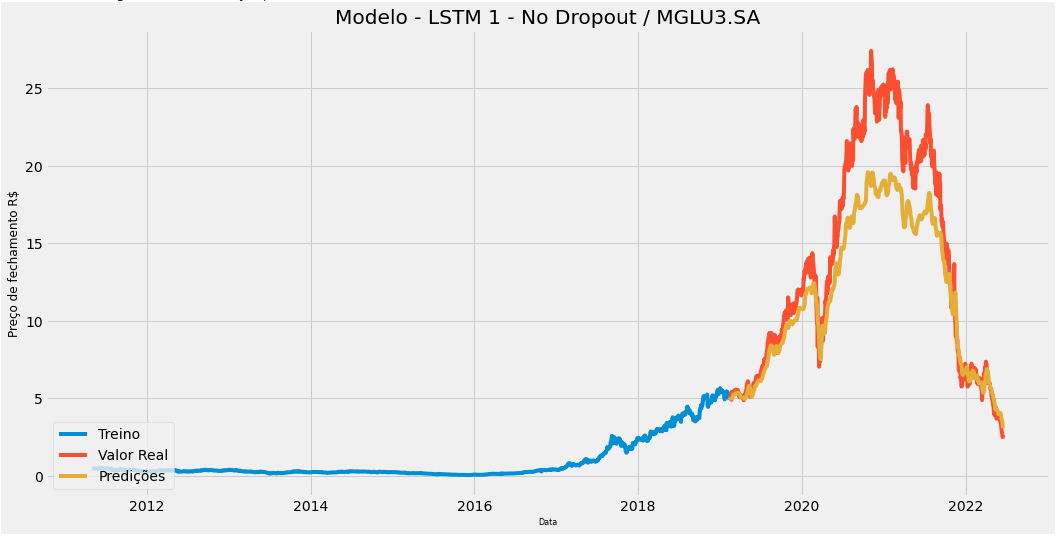 Modelo - LSTM 1 - No Dropout / MGLU3.SA
Preço de fechamento R$
25
20
15
10
5
0
Treino
Valor Real
Predições
2012
2014
2016
2018
2020
2022
Data